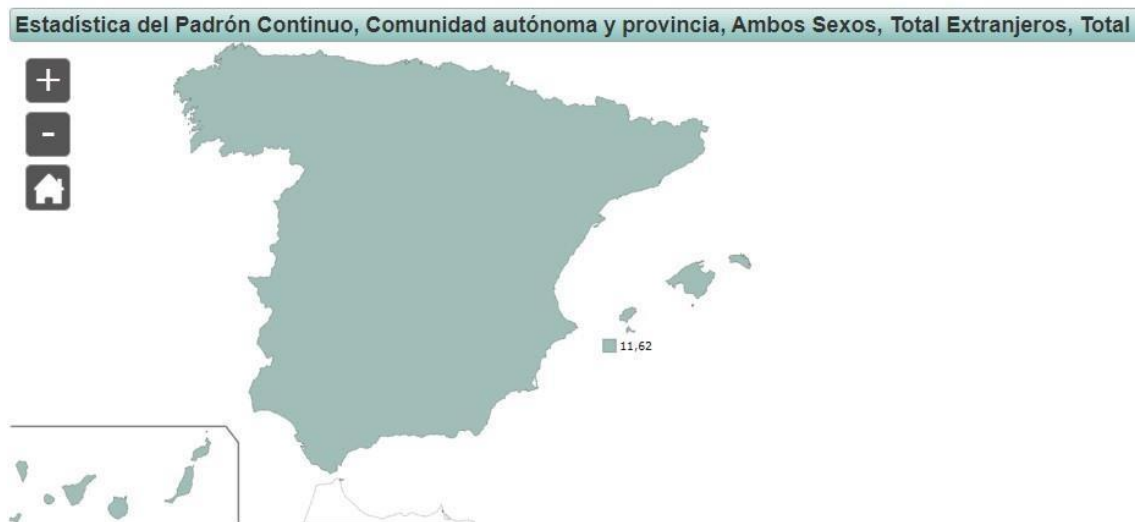 Estadística del Padrón Continuo, Comunidad autónoma y provincia, Ambos Sexos, Total Extranjeros, Total
+
-
11,62